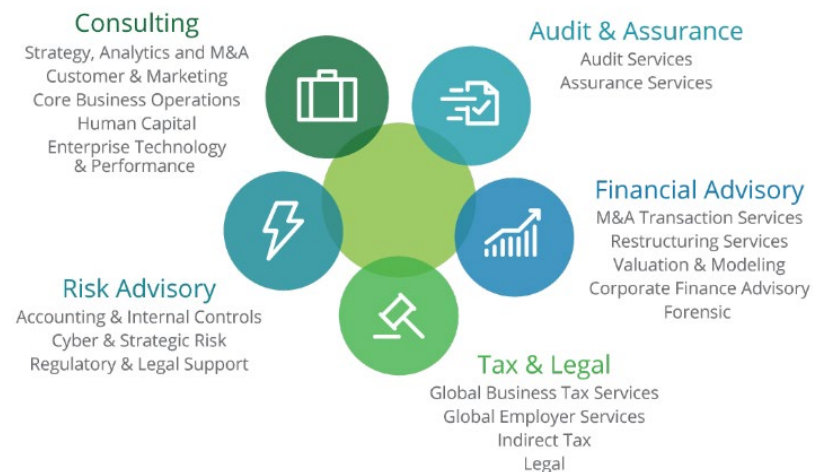 Consulting
Strategy, Analytics and M&A
Customer & Marketing
Core Business Operations
Human Capital
Enterprise Technology
& Performance
Audit & Assurance
Audit Services
Assurance Services
Financial Advisory
M&A Transaction Services
Restructuring Services
Valuation & Modeling
Corporate Finance Advisory
Forensic
Risk Advisory
Accounting & Internal Controls
Cyber & Strategic Risk
Regulatory & Legal Support
Tax & Legal
Global Business Tax Services
Global Employer Services
Indirect Tax
Legal